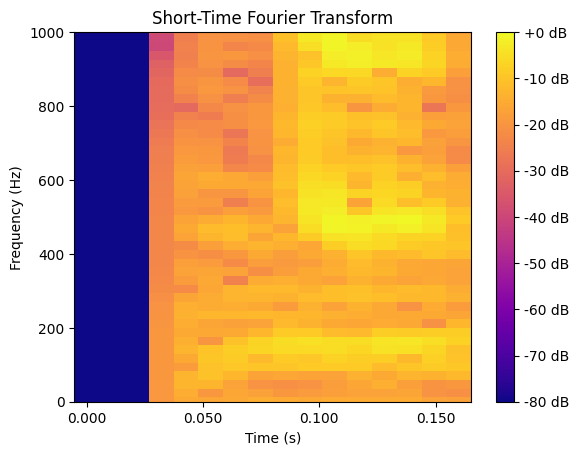 Short-Time Fourier Transform
Frequency (Hz)
1000
800
600
400
200
0
0.000
0.050
0.100
0.150
Time (s)
+0 dB
-10 dB
-20 dB
-30 dB
-40 dB
-50 dB
-60 dB
-70 dB
-80 dB